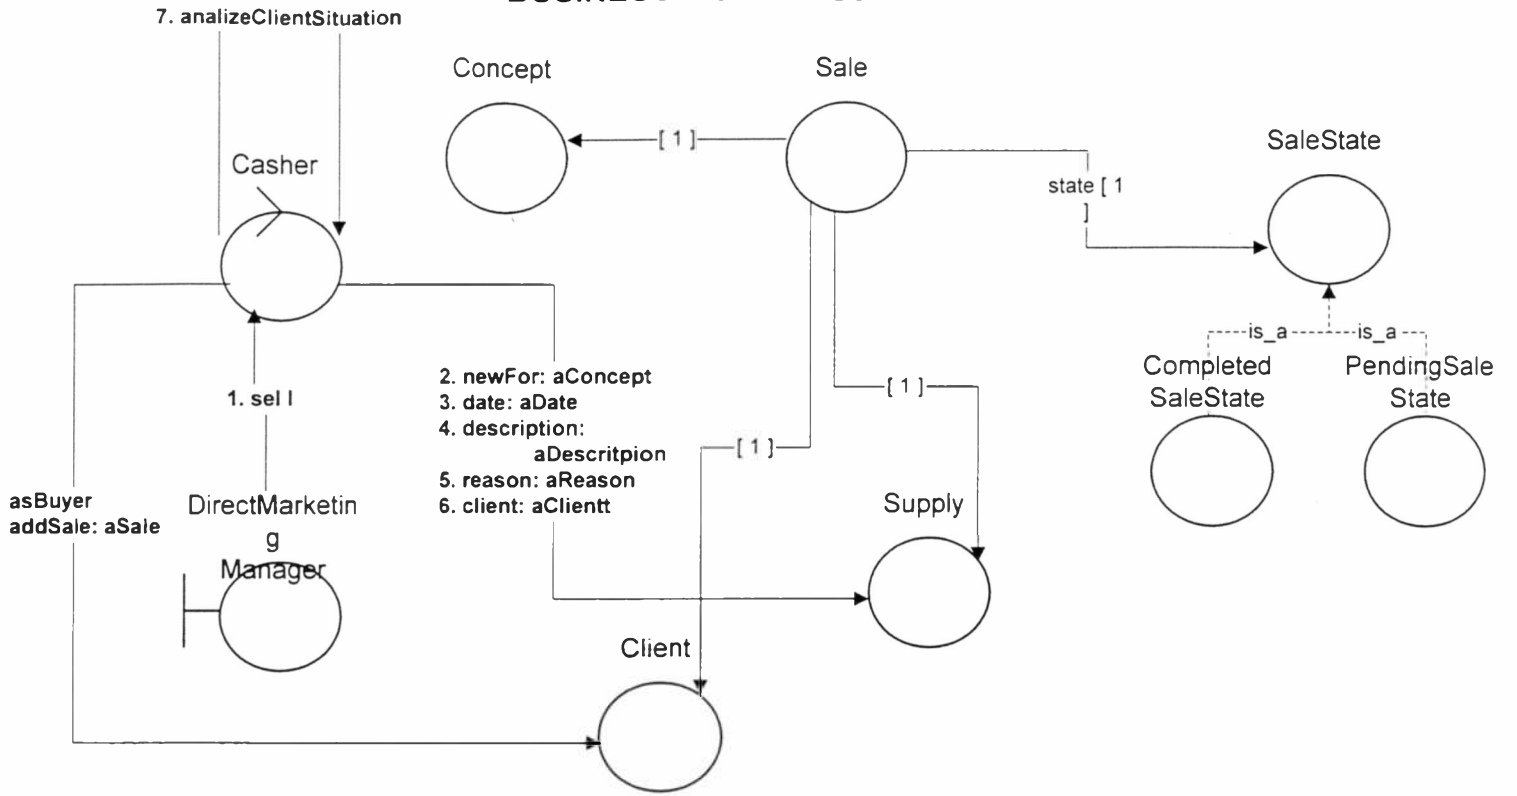 7. analizeClientSituation
Concept
Sale
[ 1 ]
SaleState
Casher
state [ 1
]
is_a
is_a
Completed
SaleState
PendingSale
State
2. newFor: aConcept
3. date: aDate
4. description:
aDescritpion
5. reason: aReason
6. client: aClientt
[ 1 ]
1. sel l
[ 1 ]
asBuyer
addSale: aSale
DirectMarketin
g
Manager
Supply
Client